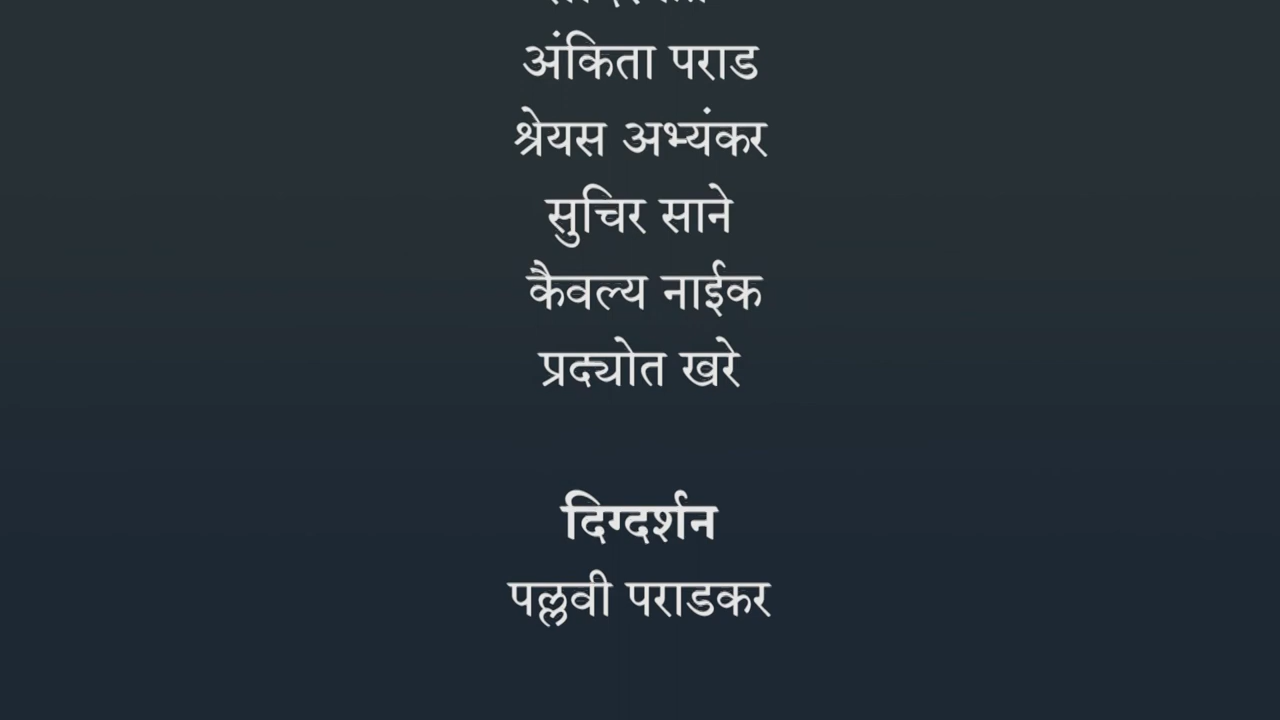 अंकिता पराड
श्रेयस अभ्यंकर
सुचिर साने
कैवल्य नाईक
प्रद्योत खरे
दिग्दर्शन
पल्लवी पराडकर